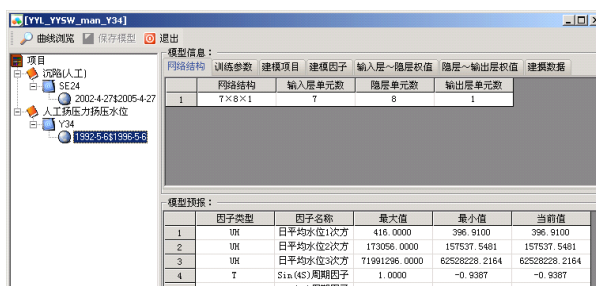 [YYL_YYSW_man_Y34]
曲线浏览 保存模型 退出
项目
沉陷(人工)
SE24
2002-4-27$2005-4-27
人工扬压力扬压水位
Y34
1992-5-6$1996-5-6
模型信息:
网络结构 训练参数 建模项目 建模因子 输入层～隐层权值 隐层～输出层权值 建摸数据
网络结构 输入层单元数 隐层单元数 输出层单元数
1 7×8×1 7 8 1
模型预报:
因子类型 因子名称 最大值 最小值 当前值
1 UH 日平均水位1次方 416.0000 396.9100 396.9100
2 UH 日平均水位2次方 173056.0000 157537.5481 157537.5481
3 UH 日平均水位3次方 71991296.0000 62528228.2164 62528228.2164
4 T Sin(4S)周期因子 1.0000 -0.9387 -0.9387